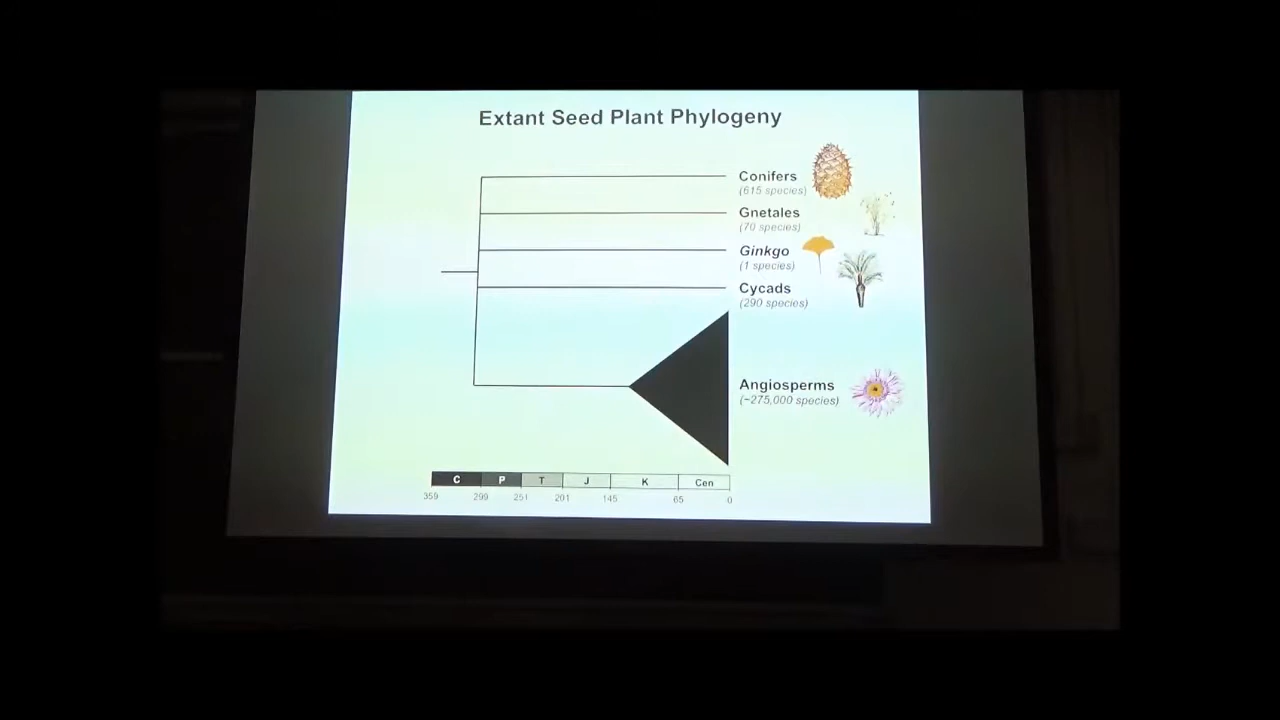 Extant Seed Plant Phylogeny
Conifers
(615 species)
Gnetales
(70 species)
Ginkgo
(1 species)
Cycads
(290 species)
Angiosperms
(~275,000 species)
C P T J K Cen
359 299 251 201 145 65 0